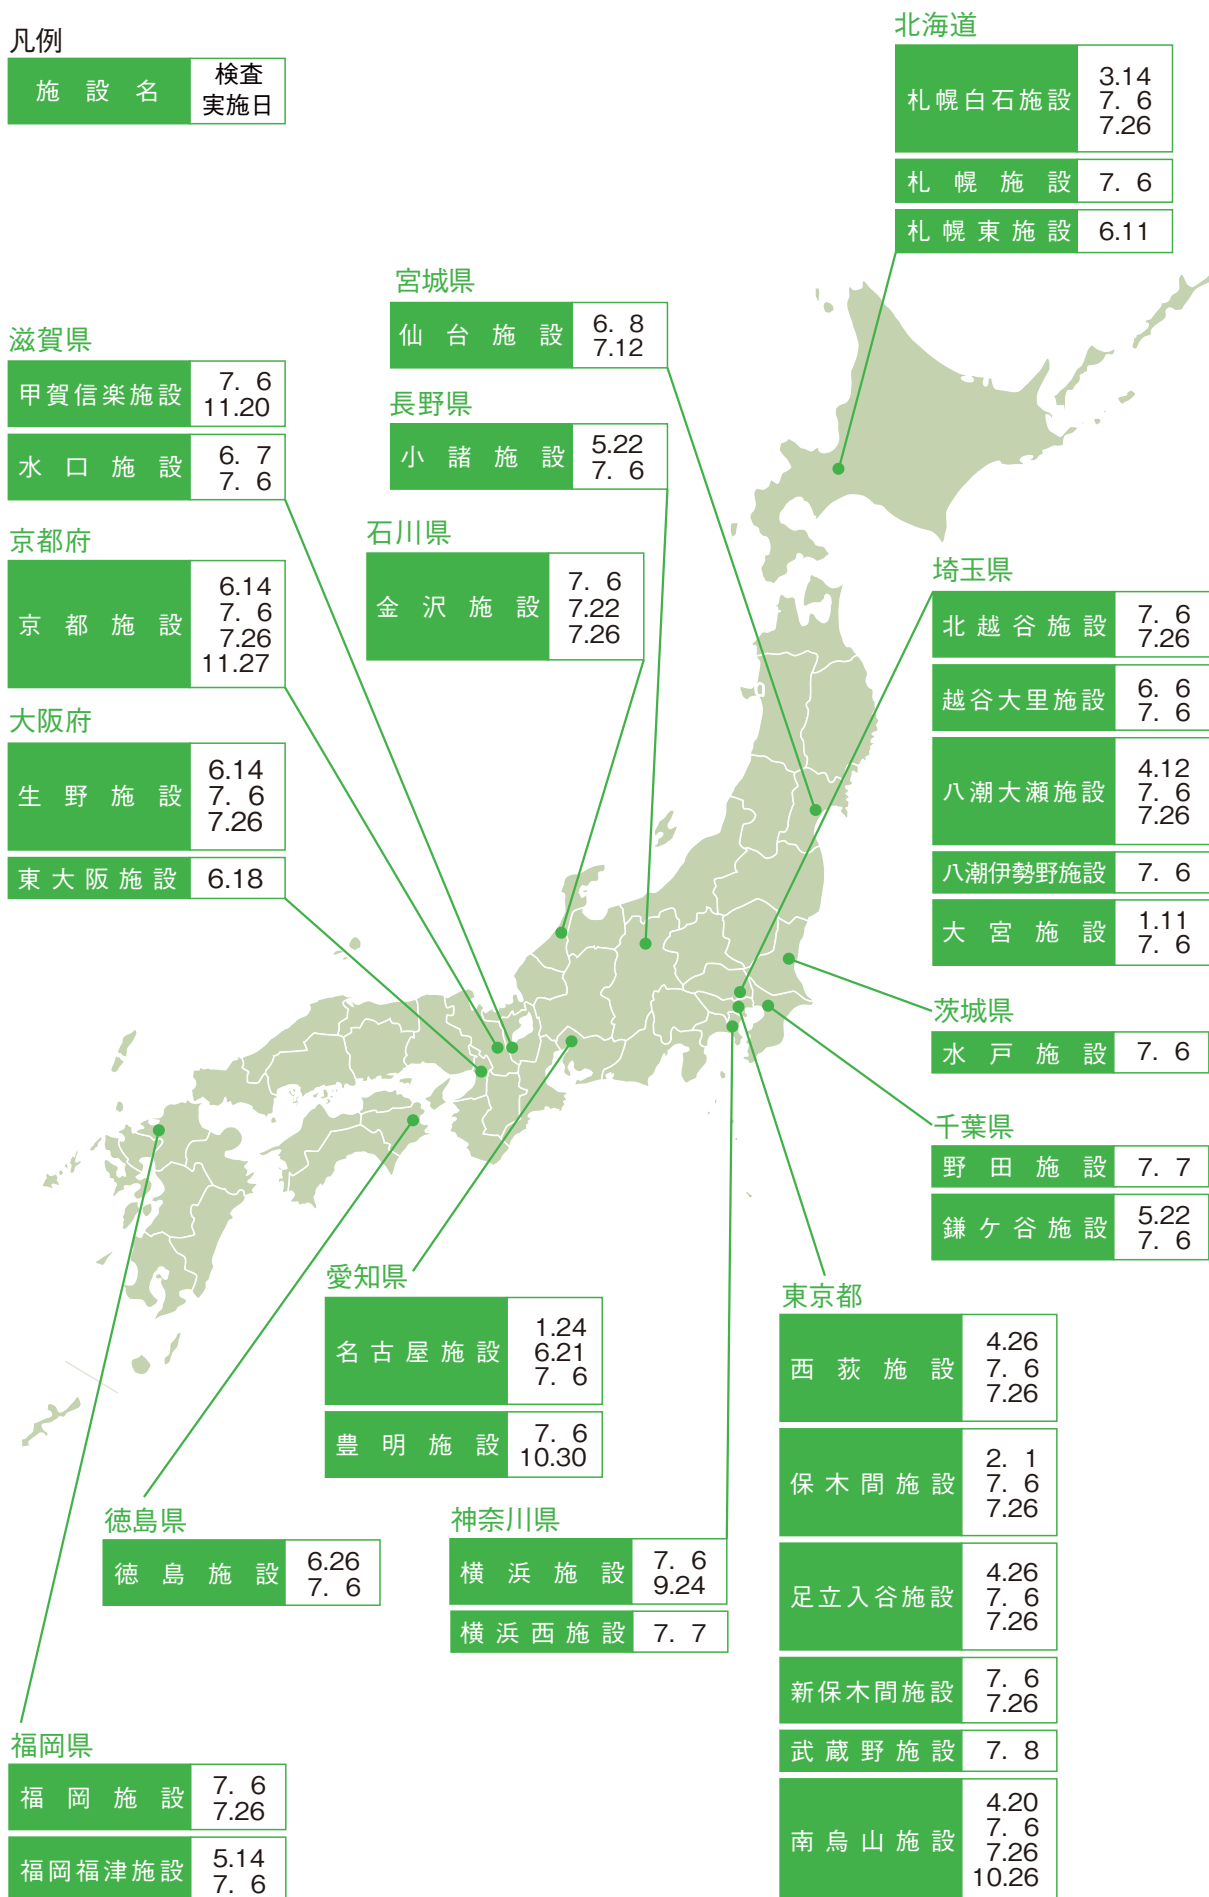 凡例
施設名 検査
実施日
北海道
札幌白石施設 3.14
7. 6
7.26
札幌施設 7. 6
札幌東施設 6.11
宮城県
仙台施設 6. 8
7.12
滋賀県
甲賀信楽施設 7. 6
11.20
水口施設 6. 7
7. 6
長野県
小諸施設 5.22
7. 6
京都府
京都施設 6.14
7. 6
7.26
11.27
石川県
金沢施設 7. 6
7.22
7.26
埼玉県
北越谷施設 7. 6
7.26
越谷大里施設 6. 6
7. 6
八潮大瀬施設 4.12
7. 6
7.26
八潮伊勢野施設 7. 6
大宮施設 1.11
7. 6
大阪府
生野施設 6.14
7. 6
7.26
東大阪施設 6.18
茨城県
水戸施設 7. 6
千葉県
野田施設 7. 7
鎌ケ谷施設 5.22
7. 6
愛知県
名古屋施設 1.24
6.21
7. 6
豊明施設 7. 6
10.30
東京都
西荻施設 4.26
7. 6
7.26
保木間施設 2. 1
7. 6
7.26
足立入谷施設 4.26
7. 6
7.26
新保木間施設 7. 6
7.26
武蔵野施設 7. 8
南烏山施設 4.20
7. 6
7.26
10.26
徳島県
徳島施設 6.26
7. 6
神奈川県
横浜施設 7. 6
9.24
横浜西施設 7. 7
福岡県
福岡施設 7. 6
7.26
福岡福津施設 5.14
7. 6